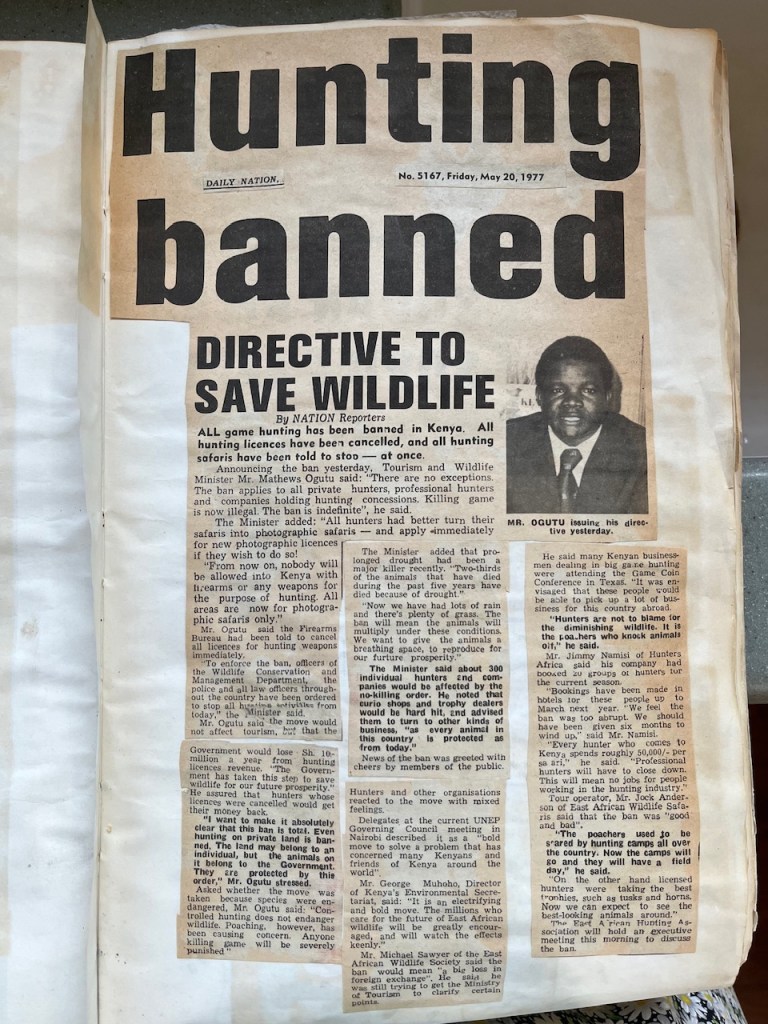 Hunting
DAILY NATION,
No. 5167, Friday, May 20, 1977
banned
DIRECTIVE TO
SAVE WILDLIFE
By NATION Reporters
ALL game hunting has been banned in Kenya. All
hunting licences have been cancelled, and all hunting
safaris have been told to stop — at once.
Announcing the ban yesterday, Tourism and Wildlife
Minister Mr. Mathews Ogutu said: "There are no exceptions.
The ban applies to all private hunters, professional hunters
and companies holding hunting concessions. Killing game
is now illegal. The ban is indefinite", he said.
The Minister added: "All hunters had better turn their
safaris into photographic safaris — and apply immediately
for new photographic licences
if they wish to do so!
"From now on, nobody will
be allowed into Kenya with
firearms or any weapons for
the purpose of hunting. All
areas are now for photogra-
phic safaris only."
Mr. Ogutu said the Firearms
Bureau had been told to cancel
all licences for hunting weapons
immediately.
"To enforce the ban, officers of
the Wildlife Conservation and
Management Department, the
police and all law officers through-
out the country have been ordered
to stop all hunting activities from
today," the Minister said.
Mr. Ogutu said the move would
not affect tourism, but that the
Government would lose Sh. 16-
million a year from hunting
licences revenue. "The Govern-
ment has taken this step to save
wildlife for our future prosperity."
He assured that hunters whose
licences were cancelled would get
their money back.
"I want to make it absolutely
clear that this ban is total. Even
hunting on private land is ban-
ned. The land may belong to an
individual, but the animals on
it belong to the Government.
They are protected by this
order," Mr. Ogutu stressed.
Asked whether the move was
taken because species were en-
dangered, Mr. Ogutu said: "Con-
trolled hunting does not endanger
wildlife. Poaching, however, has
been causing concern. Anyone
killing game will be severely
punished"
MR. OGUTU issuing his direc-
tive yesterday.
The Minister added that pro-
longed drought had been a
major killer recently. "Two-thirds
of the animals that have died
during the past five years have
died because of drought."
"Now we have had lots of rain
and there's plenty of grass. The
ban will mean the animals will
multiply under these conditions.
We want to give the animals a
breathing space, to reproduce for
our furture prosperity."
The Minister said about 300
individual hunters and com-
panies would be affected by the
no-killing order. He noted that
curio shops and trophy dealers
would be hard hit, and advised
them to turn to other kinds of
business, "as every animal in
this country is protected as
from today."
News of the ban was greeted with
cheers by members of the public.
Hunters and other organisations
reacted to the move with mixed
feelings.
Delegates at the current UNEP
Governing Council meeting in
Nairobi described it as a "bold
move to solve a problem that has
concerned many Kenyans and
friends of Kenya around the
world".
Mr. George Muhoho, Director
of Kenya's Environmental Secre-
tariat, said: "It is an electrifying
and bold move. The millions who
care for the future of East African
wildlife will be greatly encour-
aged, and will watch the effects
keenly."
Mr. Michael Sawyer of the East
African Wildlife Society said the
ban would mean "a big loss in
foreign exchange". He said he
was still trying to get the Ministry
of Tourism to clarify certain
points.
He said many Kenyan business-
men dealing in big game hunting
were attending the Game Coin
Conference in Texas. "It was en-
visaged that these people would
be able to pick up a lot of bus-
iness for this country abroad.
"Hunters are not to blame for
the diminishing wildlife. It is
the poachers who knock animals
off," he said.
Mr. Jimmy Namisi of Hunters
Africa said his company had
booked 20 groups of hunters for
the current season.
"Bookings have been made in
hotels for these people up to
March next year. "We feel the
ban was too abrupt. We should
have been given six months to
wind up," said Mr. Namisi.
"Every hunter who comes to
Kenya spends roughly 50,000/- per
safari," he said. "Professional
hunters will have to close down.
This will mean no jobs for people
working in the hunting industry."
Tour operator, Mr. Jock Ander-
son of East African Wildlife Safa-
ris said that the ban was "good
and bad".
"The poachers used to be
scared by hunting camps all over
the country. Now the camps will
go and they will have a field
day," he said.
"On the other hand licensed
hunters were taking the best
trophies, such as tusks and horns.
Now we can expect to see the
best-looking animals around."
The East African Hunting As-
sociation will hold an executive
meeting this morning to discuss
the ban.